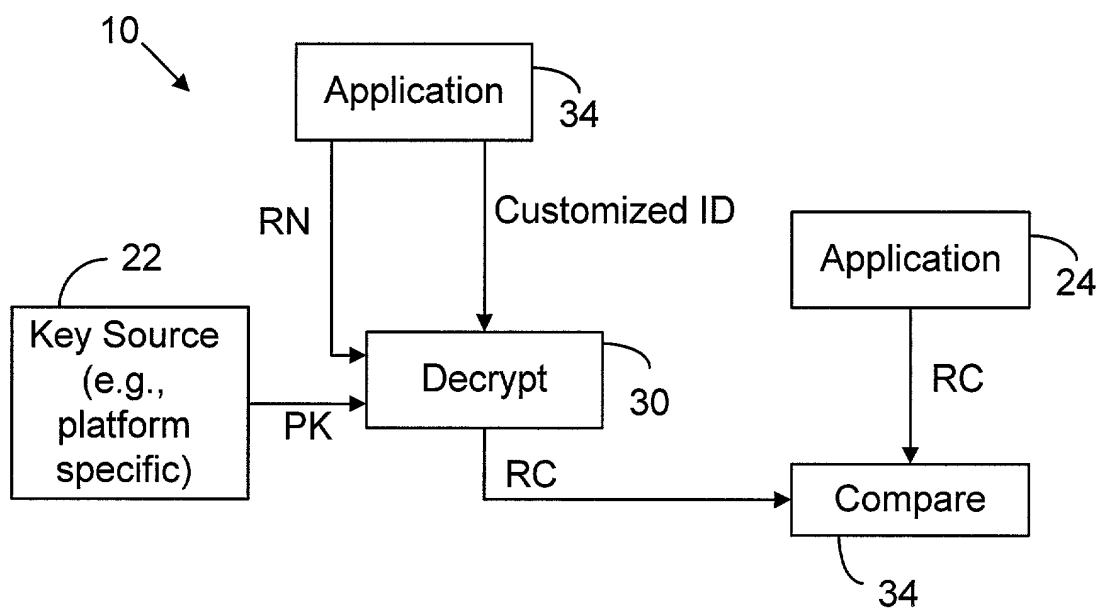 10
Application
34
RN
Customized ID
22
Application
24
Key Source
(e.g.,
platform
specific)
PK
Decrypt
30
RC
RC
Compare
34